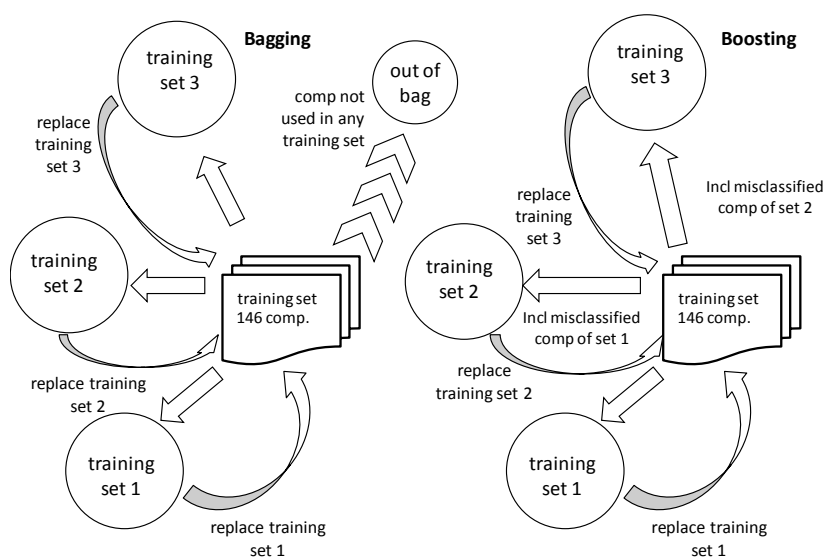 Bagging
training
set 3
out of
bag
comp not
used in any
training set
replace
training
set 3
training
set 2
training set
146 comp.
replace training
set 2
training
set 1
replace training
set 1
Boosting
training
set 3
replace
training
set 3
Incl misclassified
comp of set 2
training
set 2
training set
146 comp.
Incl misclassified
comp of set 1
replace
training set 2
training
set 1
replace training
set 1